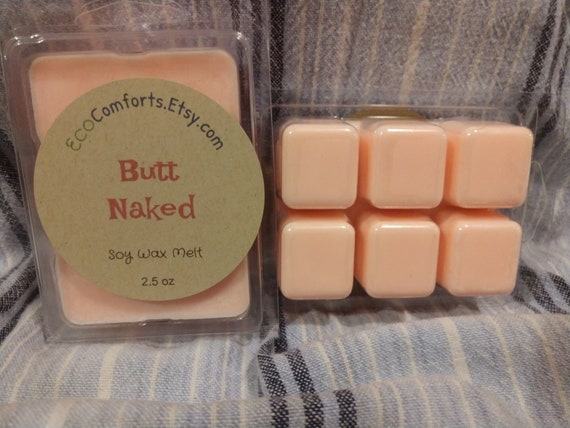 EcoComforts.Etsy.com
Butt
Naked
Soy Wax Melt
2.5 oz